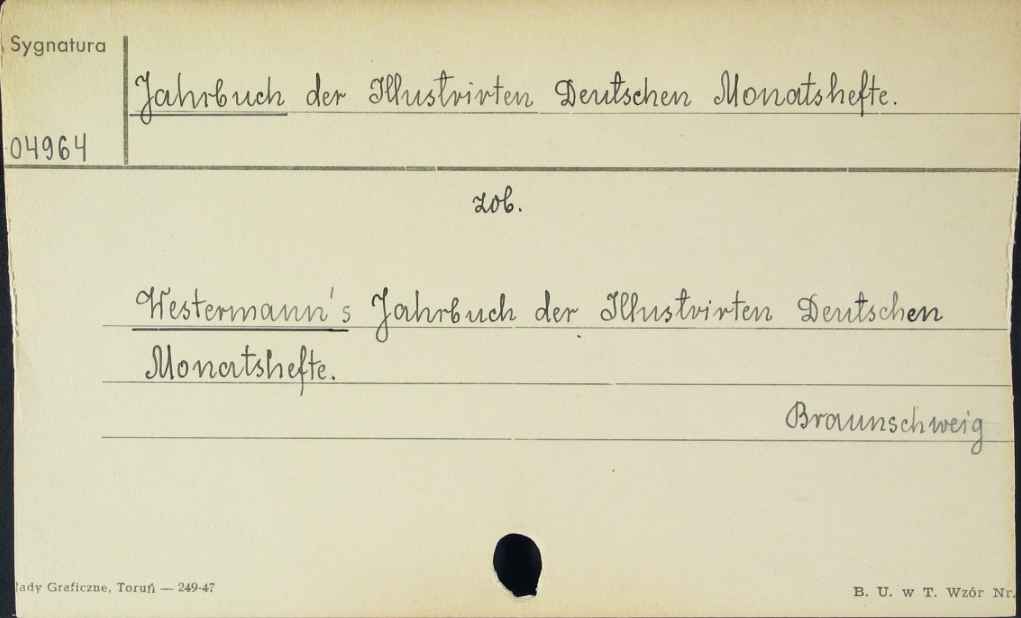 Sygnatura
Jahrbuch der Illustrirten Deutschen Monatshefte.
04964
zob.
Westermann's Jahrbuch der Illustrirten Deutschen
Monatshefte.
Braunschweig
łady Graficzne, Toruń — 249-47
B. U. w T. Wzór Nr.